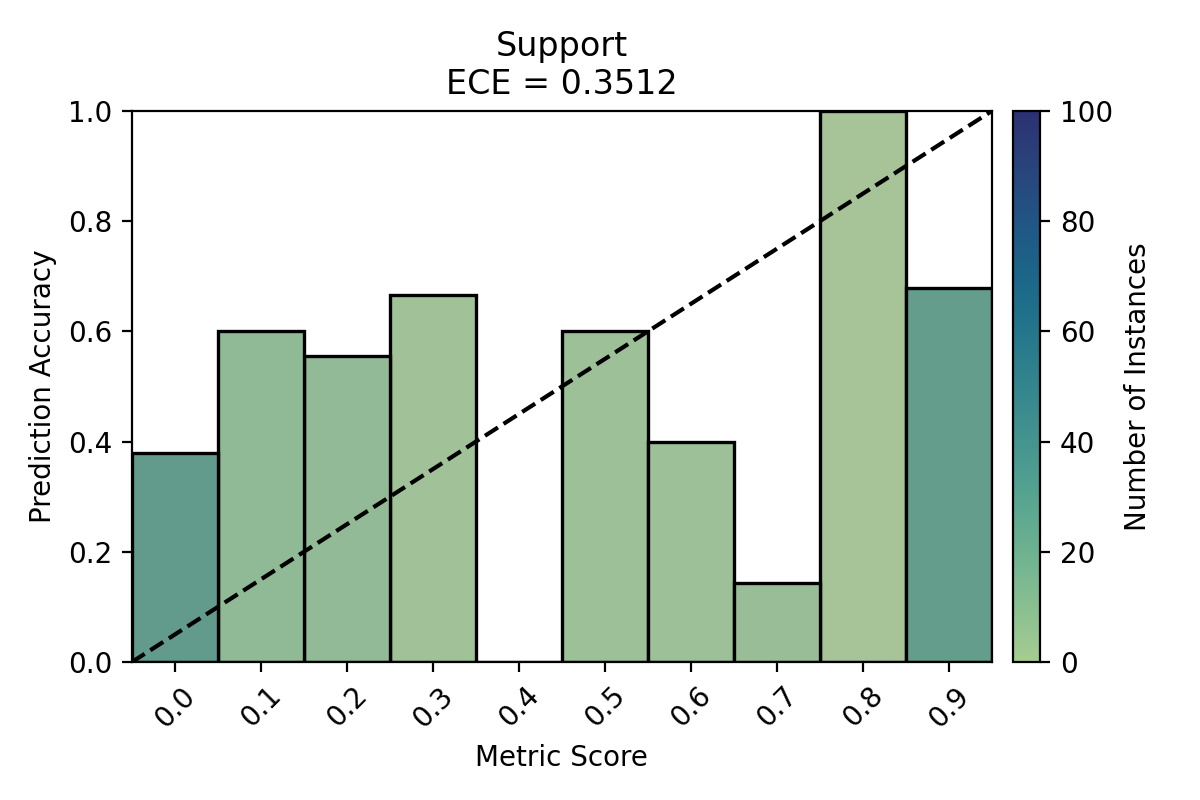 Support
ECE = 0.3512
1.0
0.8
0.6
0.4
0.2
0.0
Prediction Accuracy
0.0 0.1 0.2 0.3 0.4 0.5 0.6 0.7 0.8 0.9
Metric Score
100
80
60
40
20
0
Number of Instances